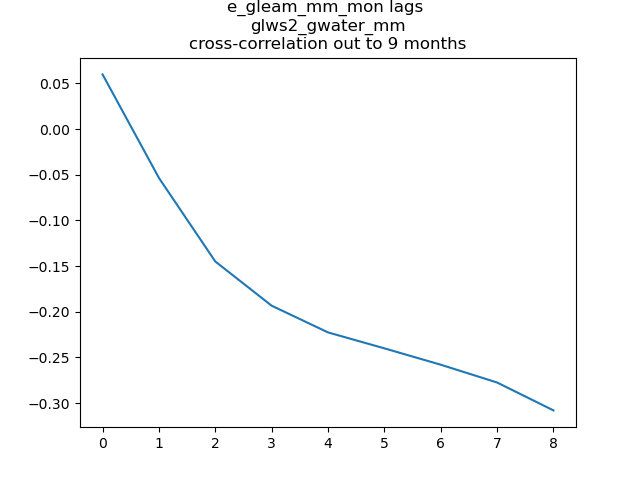 e_gleam_mm_mon lags
glws2_gwater_mm
cross-correlation out to 9 months
0.05
0.00
−0.05
−0.10
−0.15
−0.20
−0.25
−0.30
0 1 2 3 4 5 6 7 8